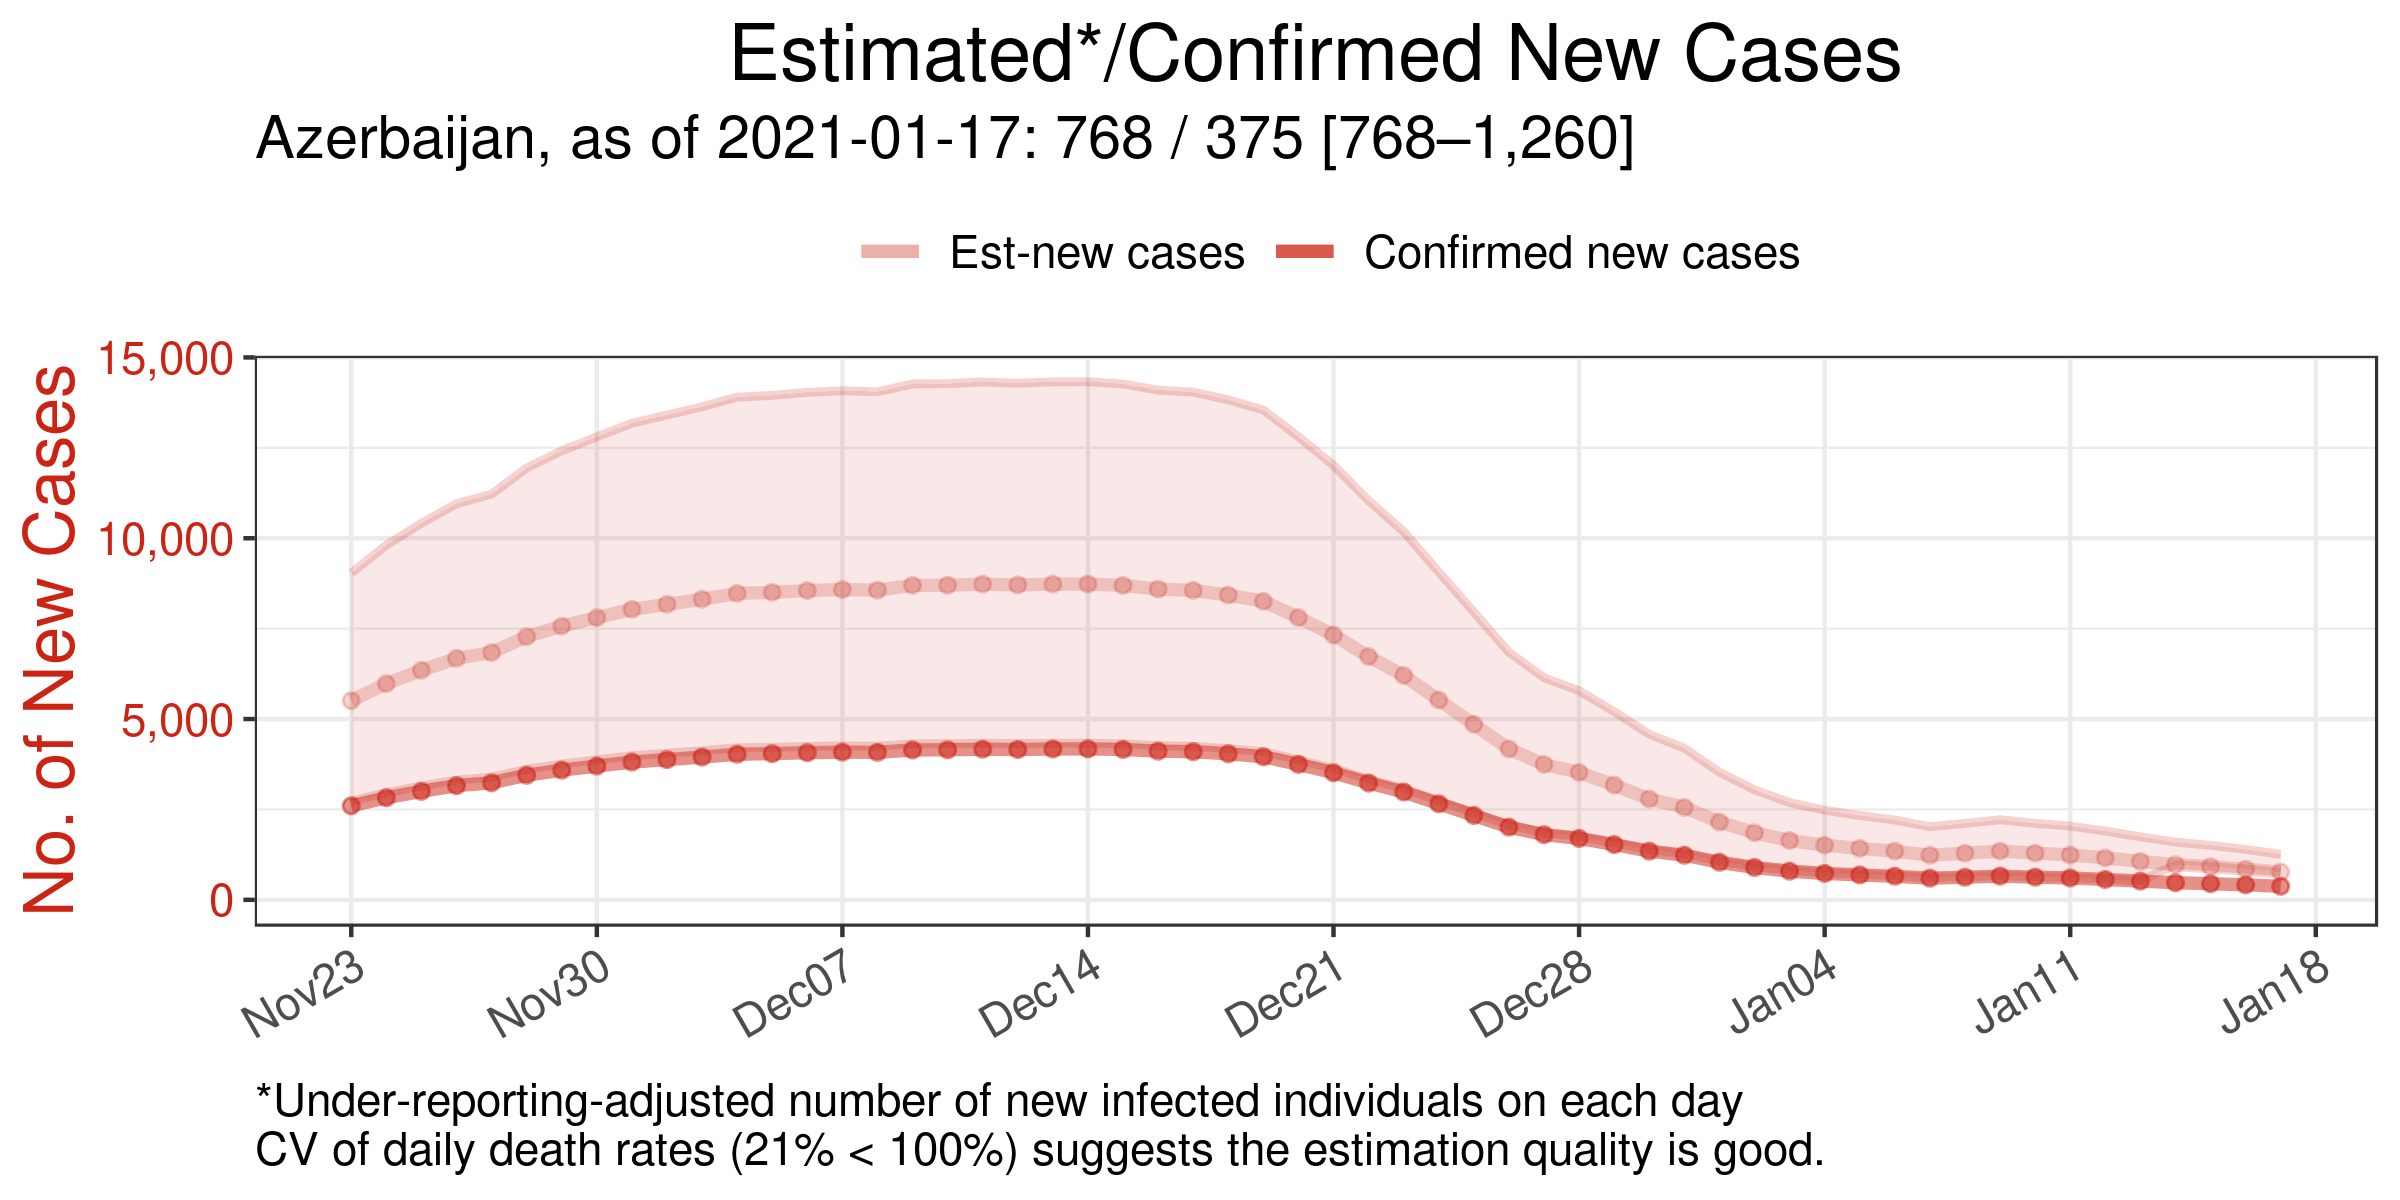 Estimated*/Confirmed New Cases
Azerbaijan, as of 2021-01-17: 768 / 375 [768–1,260]
Est-new cases Confirmed new cases
No. of New Cases
15,000
10,000
5,000
0
Nov23 Nov30 Dec07 Dec14 Dec21 Dec28 Jan04 Jan11 Jan18
*Under-reporting-adjusted number of new infected individuals on each day
CV of daily death rates (21% < 100%) suggests the estimation quality is good.